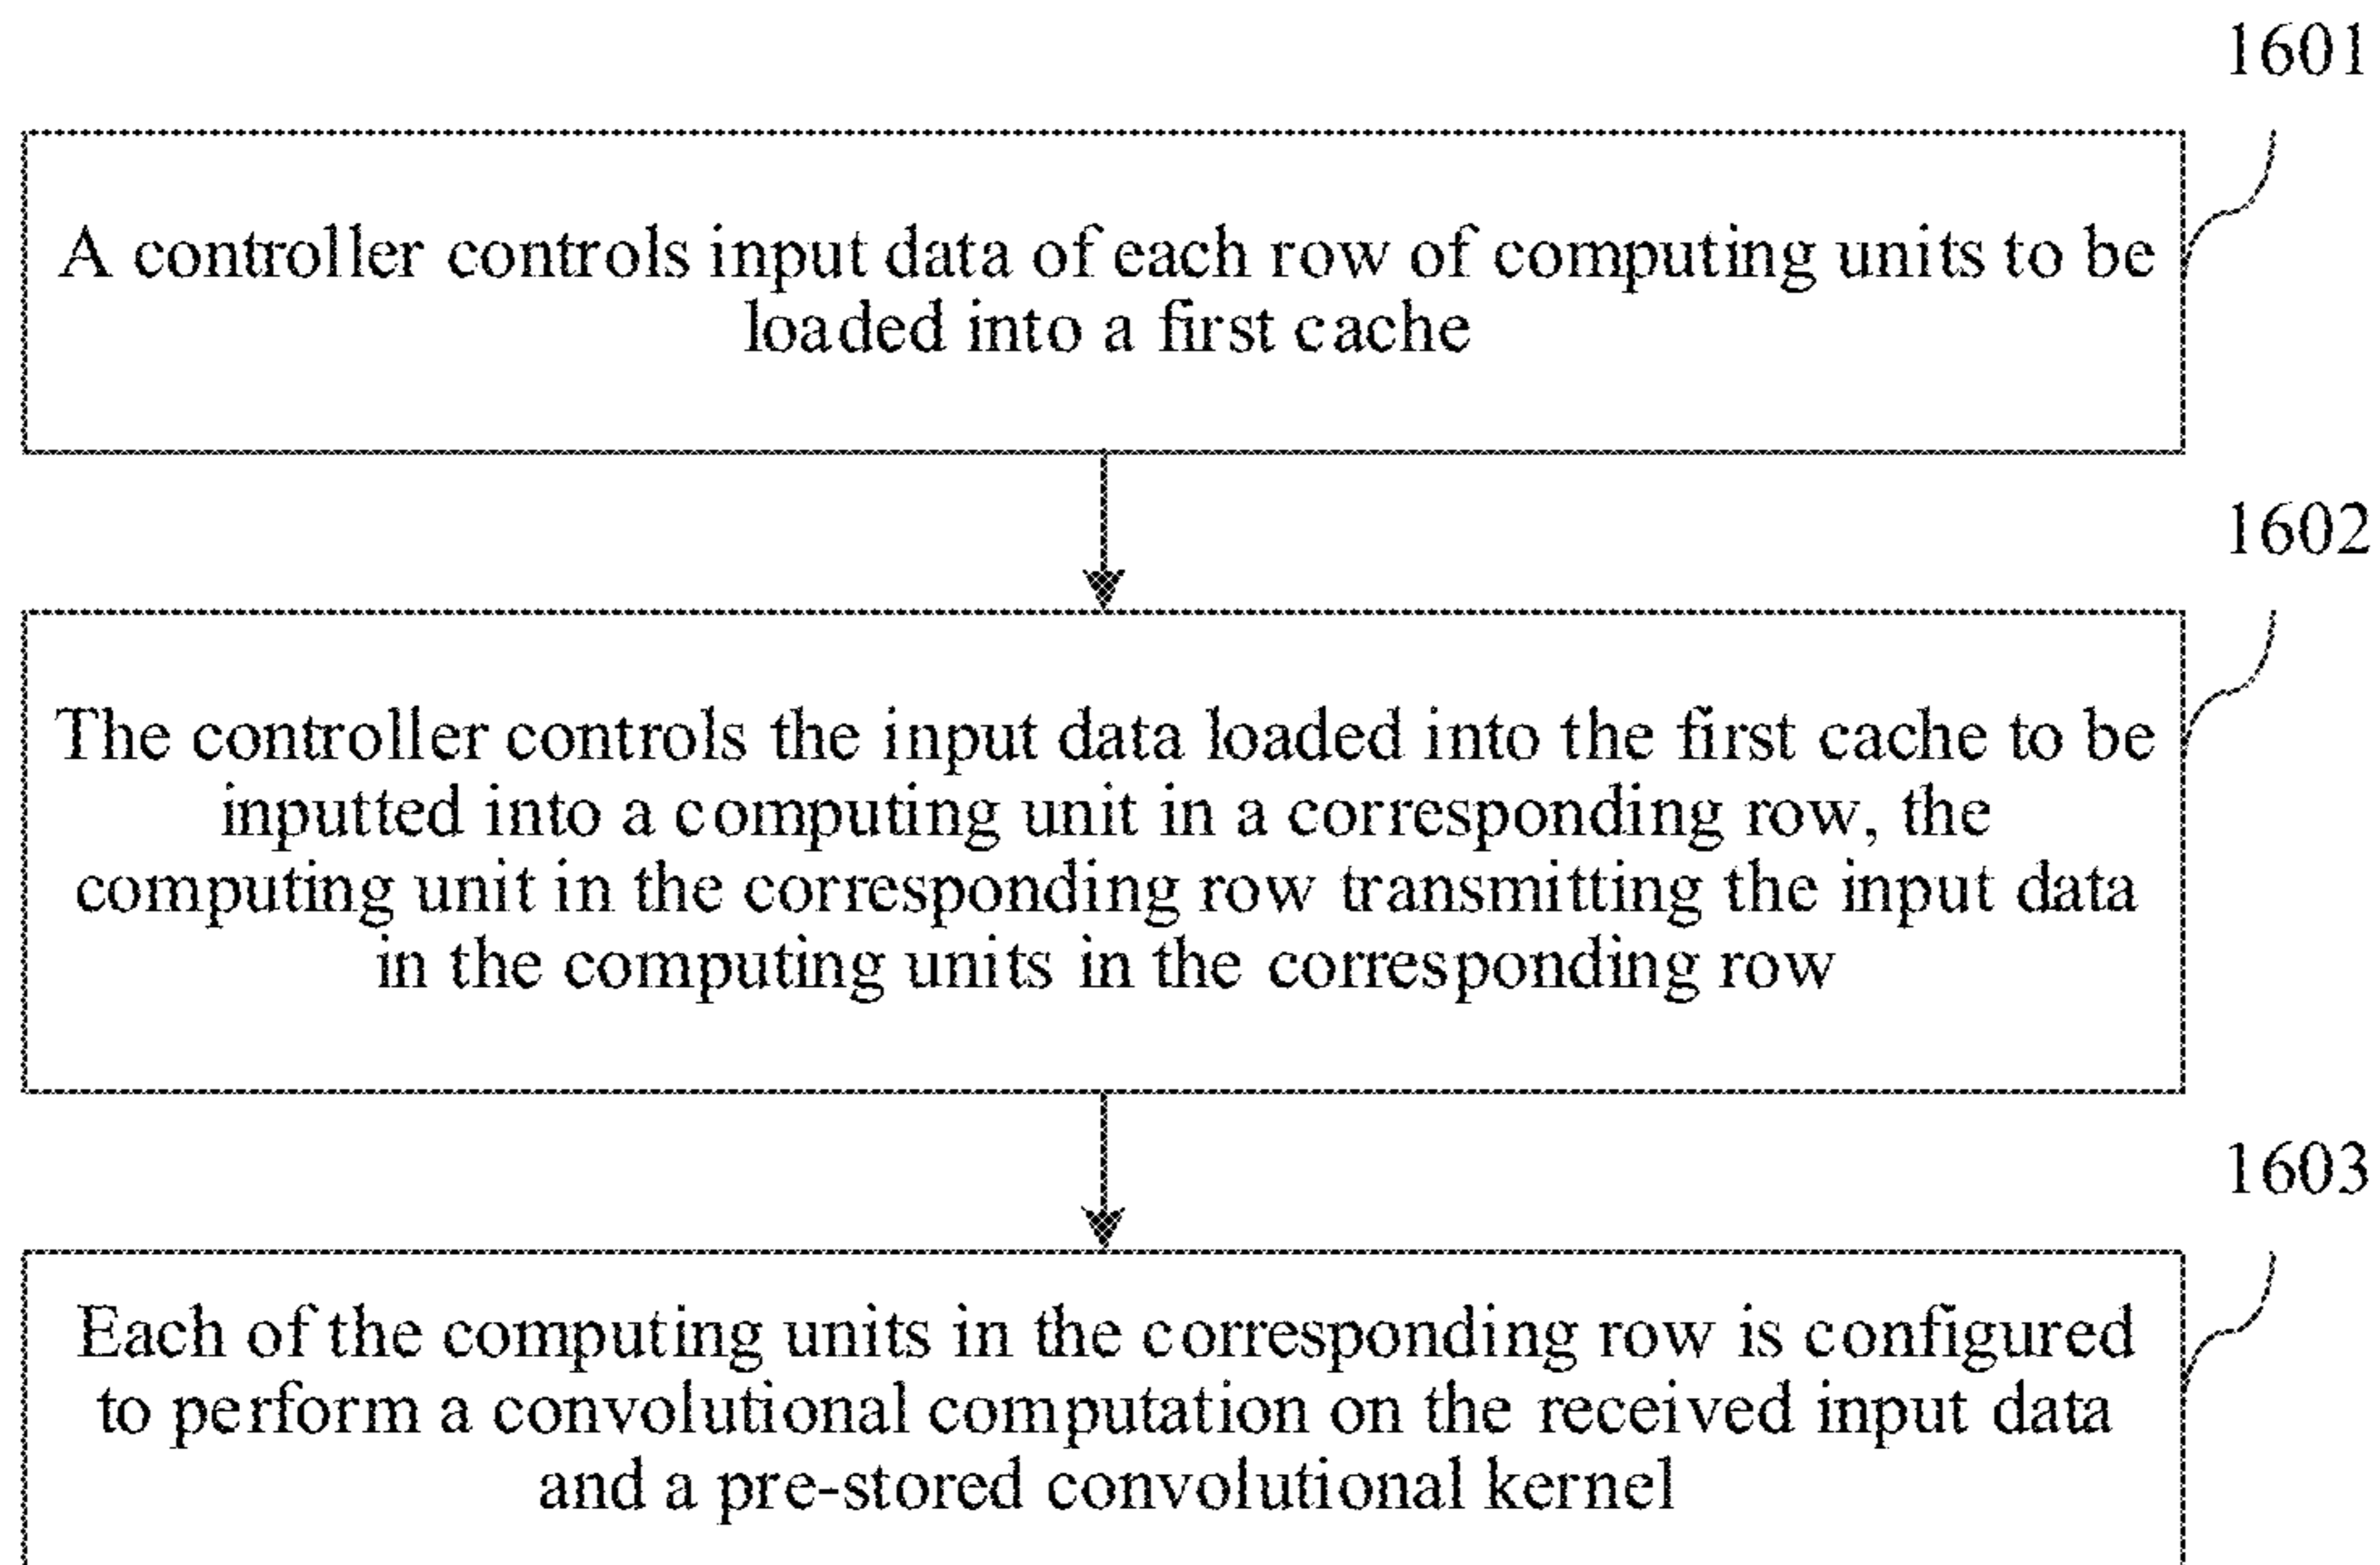 1601
A controller controls input data of each row of computing units to be
loaded into a first cache
1602
The controller controls the input data loaded into the first cache to be
inputted into a computing unit in a corresponding row, the
computing unit in the corresponding row transmitting the input data
in the computing units in the corresponding row
1603
Each of the computing units in the corresponding row is configured
to perform a convolutional computation on the received input data
and a pre-stored convolutional kernel